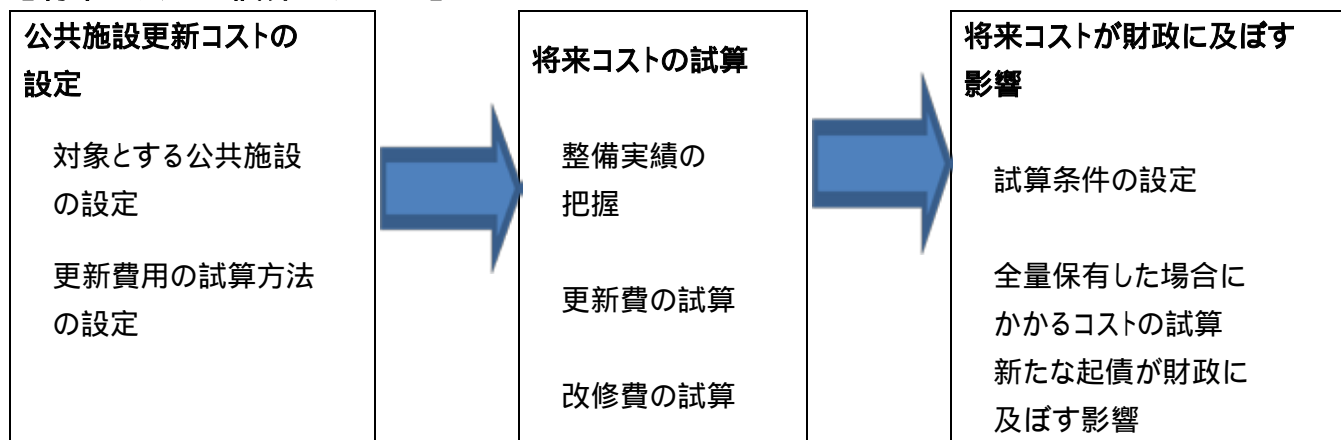 公共施設更新コストの
設定
対象とする公共施設
の設定
更新費用の試算方法
の設定
将来コストの試算
整備実績の
把握
更新費の試算
改修費の試算
将来コストが財政に及ぼす
影響
試算条件の設定
全量保有した場合に
かかるコストの試算
新たな起債が財政に
及ぼす影響